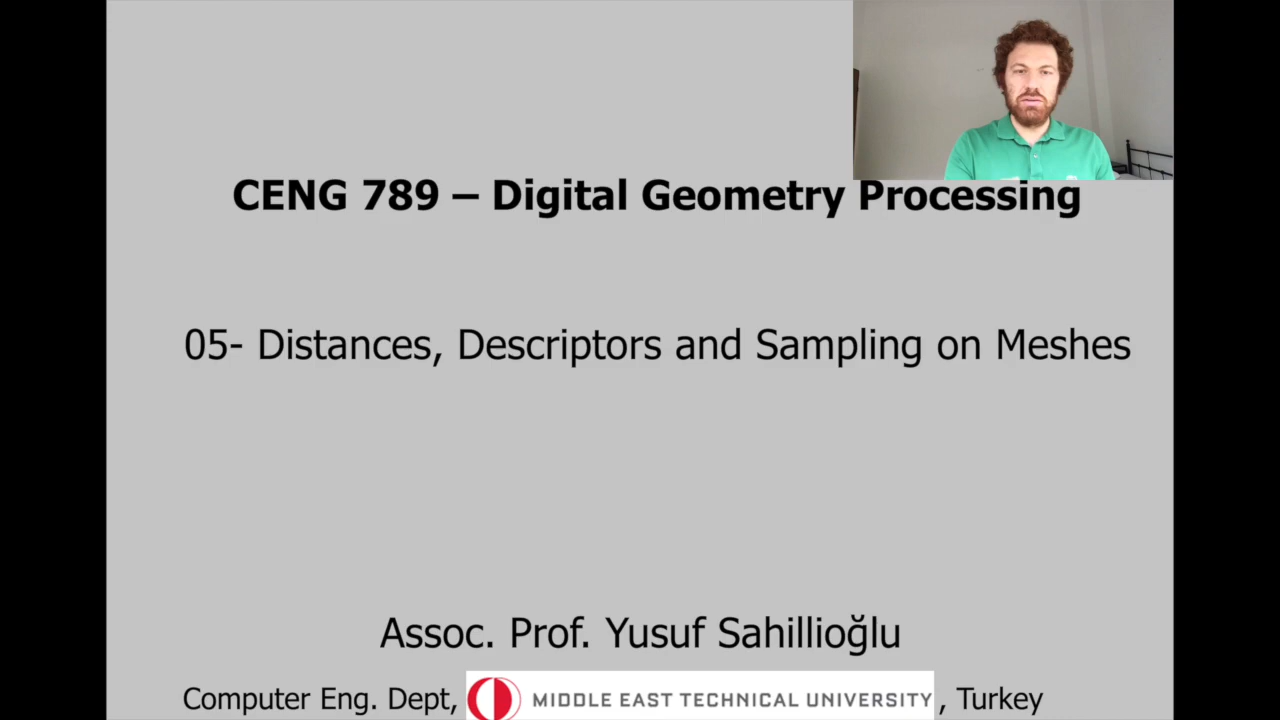 CENG 789 – Digital Geometry Processing
05- Distances, Descriptors and Sampling on Meshes
Assoc. Prof. Yusuf Sahillioğlu
Computer Eng. Dept, MIDDLE EAST TECHNICAL UNIVERSITY, Turkey